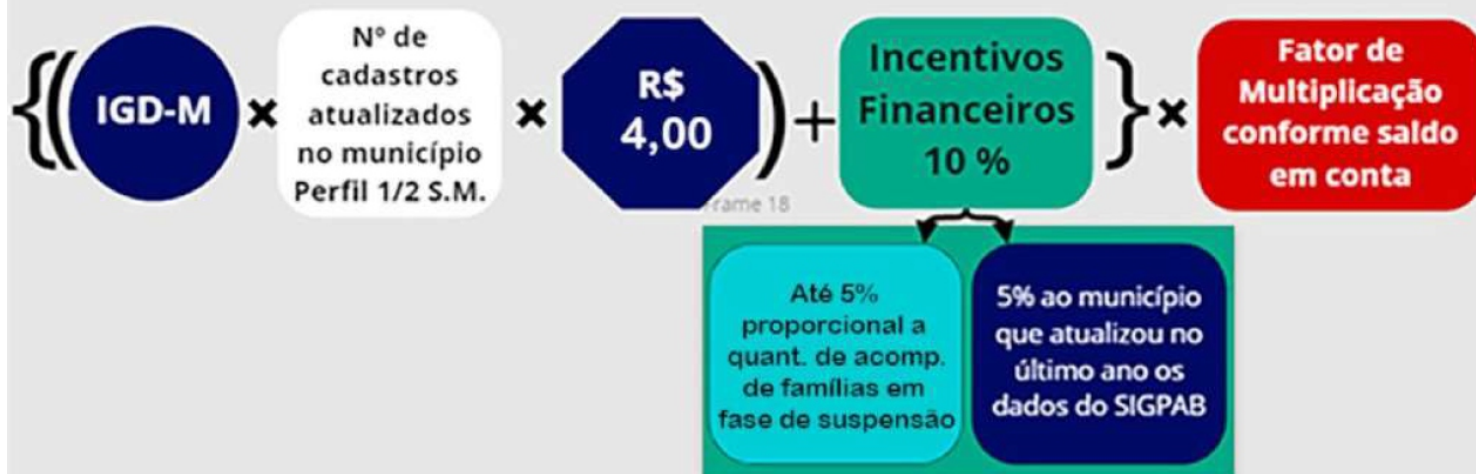 {((IGD-M × Nº de
cadastros
atualizados
no município
Perfil 1/2 S.M.
× R$
4,00 ) +
Incentivos
Financeiros
10 %
} ×
Fator de
Multiplicação
conforme saldo
em conta
rame 18
Até 5%
proporcional a
quant. de acomp.
de famílias em
fase de suspensão
5% ao município
que atualizou no
último ano os
dados do SIGPAB